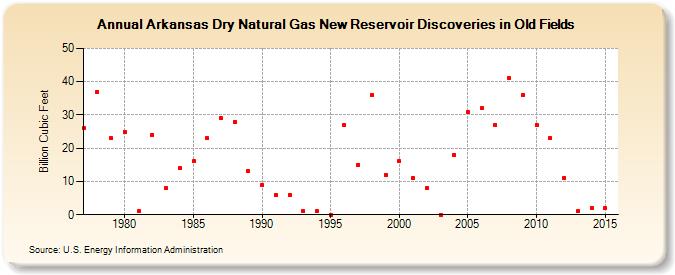 Annual Arkansas Dry Natural Gas New Reservoir Discoveries in Old Fields
Billion Cubic Feet
50
40
30
20
10
0
1980 1985 1990 1995 2000 2005 2010 2015
Source: U.S. Energy Information Administration